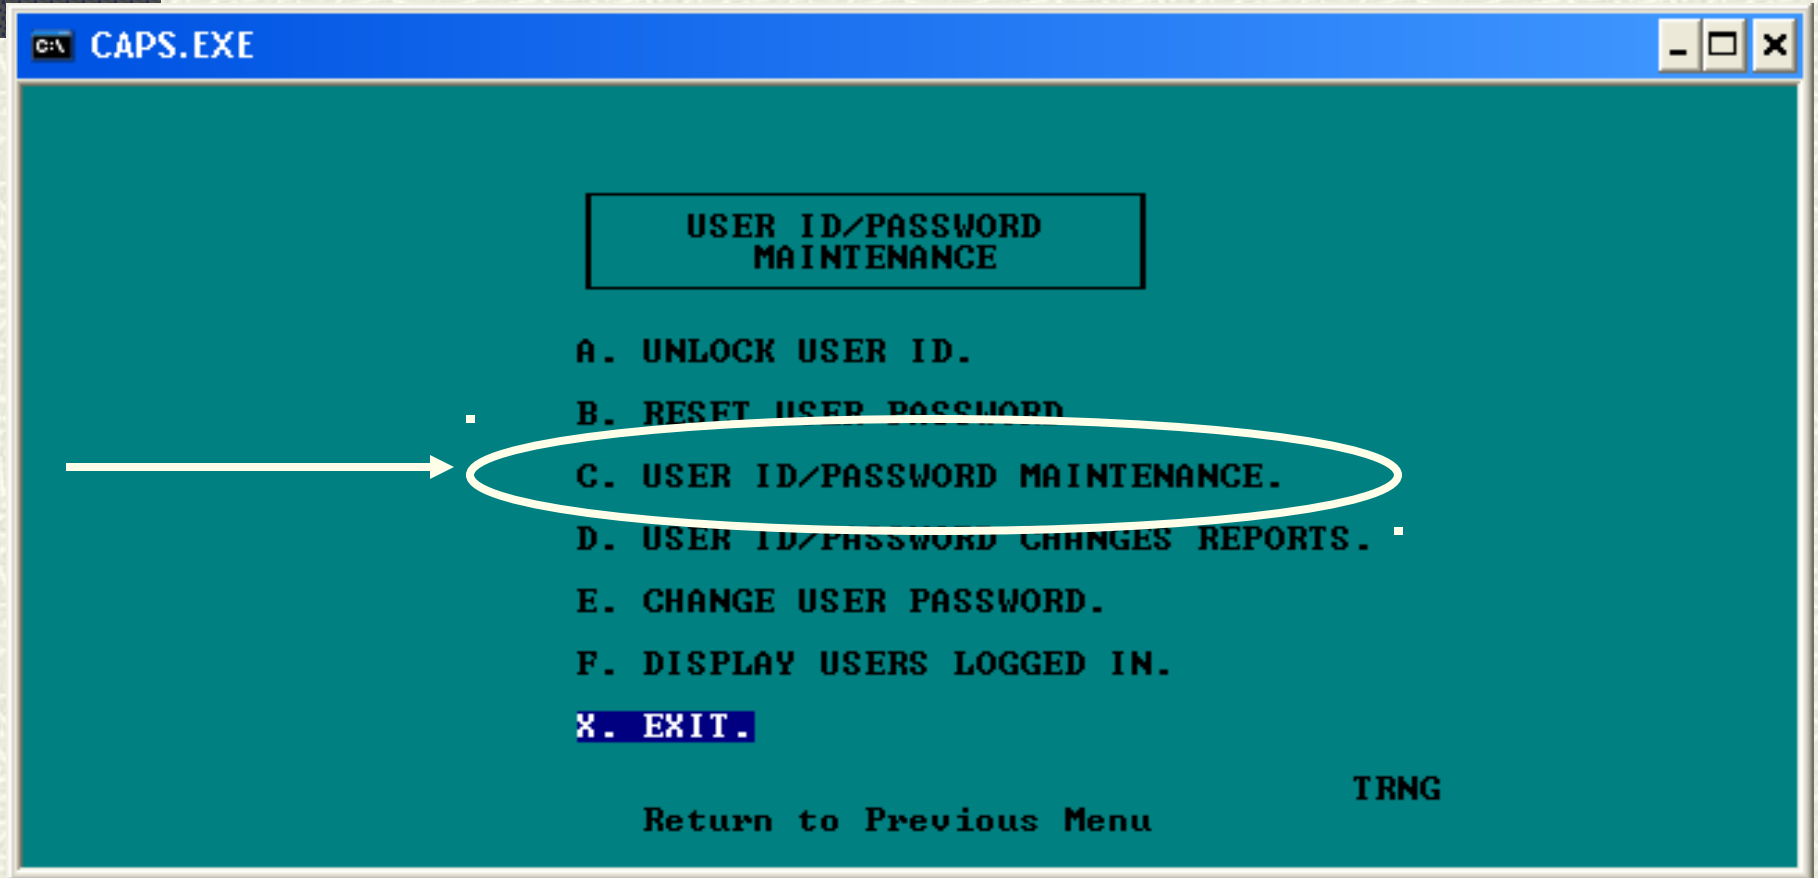 C:\ CAPS.EXE
USER ID/PASSWORD
MAINTENANCE
A. UNLOCK USER ID.
B. RESET USER PASSWORD
C. USER ID/PASSWORD MAINTENANCE.
D. USER ID/PASSWORD CHANGES REPORTS.
E. CHANGE USER PASSWORD.
F. DISPLAY USERS LOGGED IN.
X. EXIT.
TRNG
Return to Previous Menu